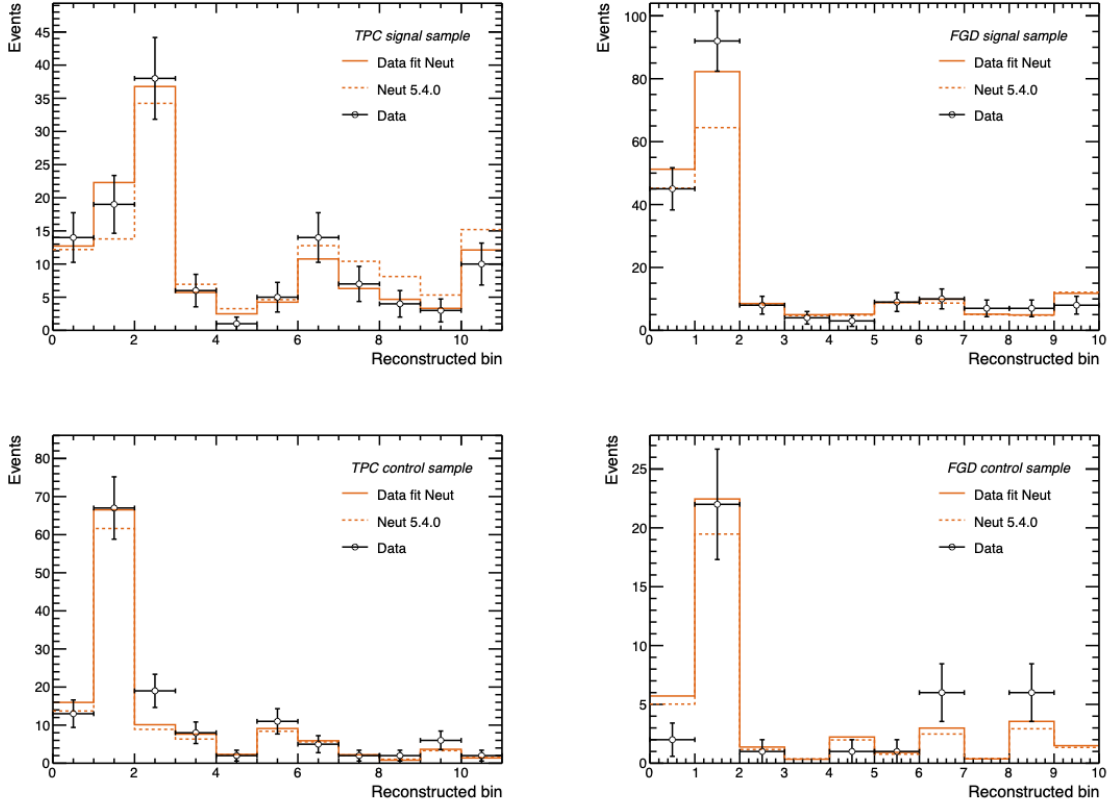 Events
TPC signal sample
Data fit Neut
Neut 5.4.0
Data
45
40
35
30
25
20
15
10
5
0
0 2 4 6 8 10
Reconstructed bin
Events
FGD signal sample
Data fit Neut
Neut 5.4.0
Data
100
80
60
40
20
0
0 1 2 3 4 5 6 7 8 9 10
Reconstructed bin
Events
TPC control sample
Data fit Neut
Neut 5.4.0
Data
80
70
60
50
40
30
20
10
0
0 2 4 6 8 10
Reconstructed bin
Events
FGD control sample
Data fit Neut
Neut 5.4.0
Data
25
20
15
10
5
0
0 1 2 3 4 5 6 7 8 9 10
Reconstructed bin